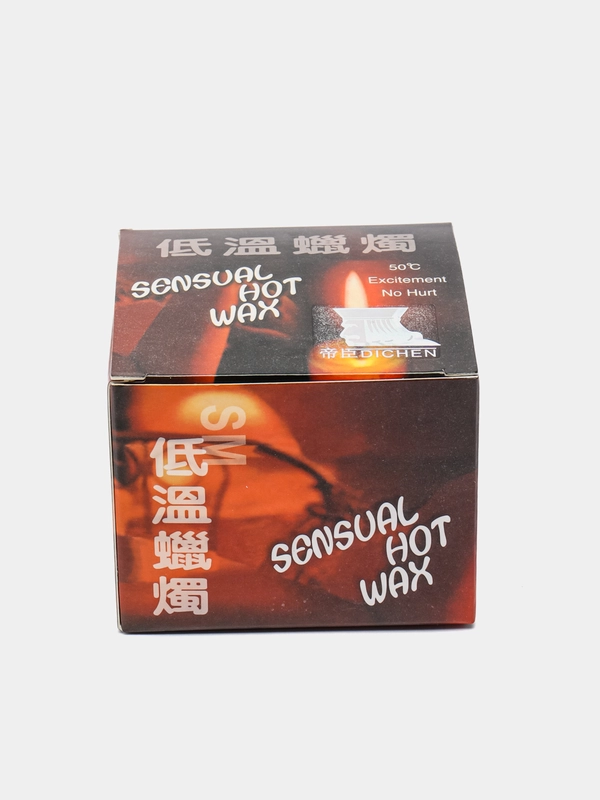 低溫蠟燭
SENSUAL
HOT
WAX
50℃
Excitement
No Hurt
帝臣DICHEN
SM
低溫蠟燭
SENSUAL
HOT
WAX